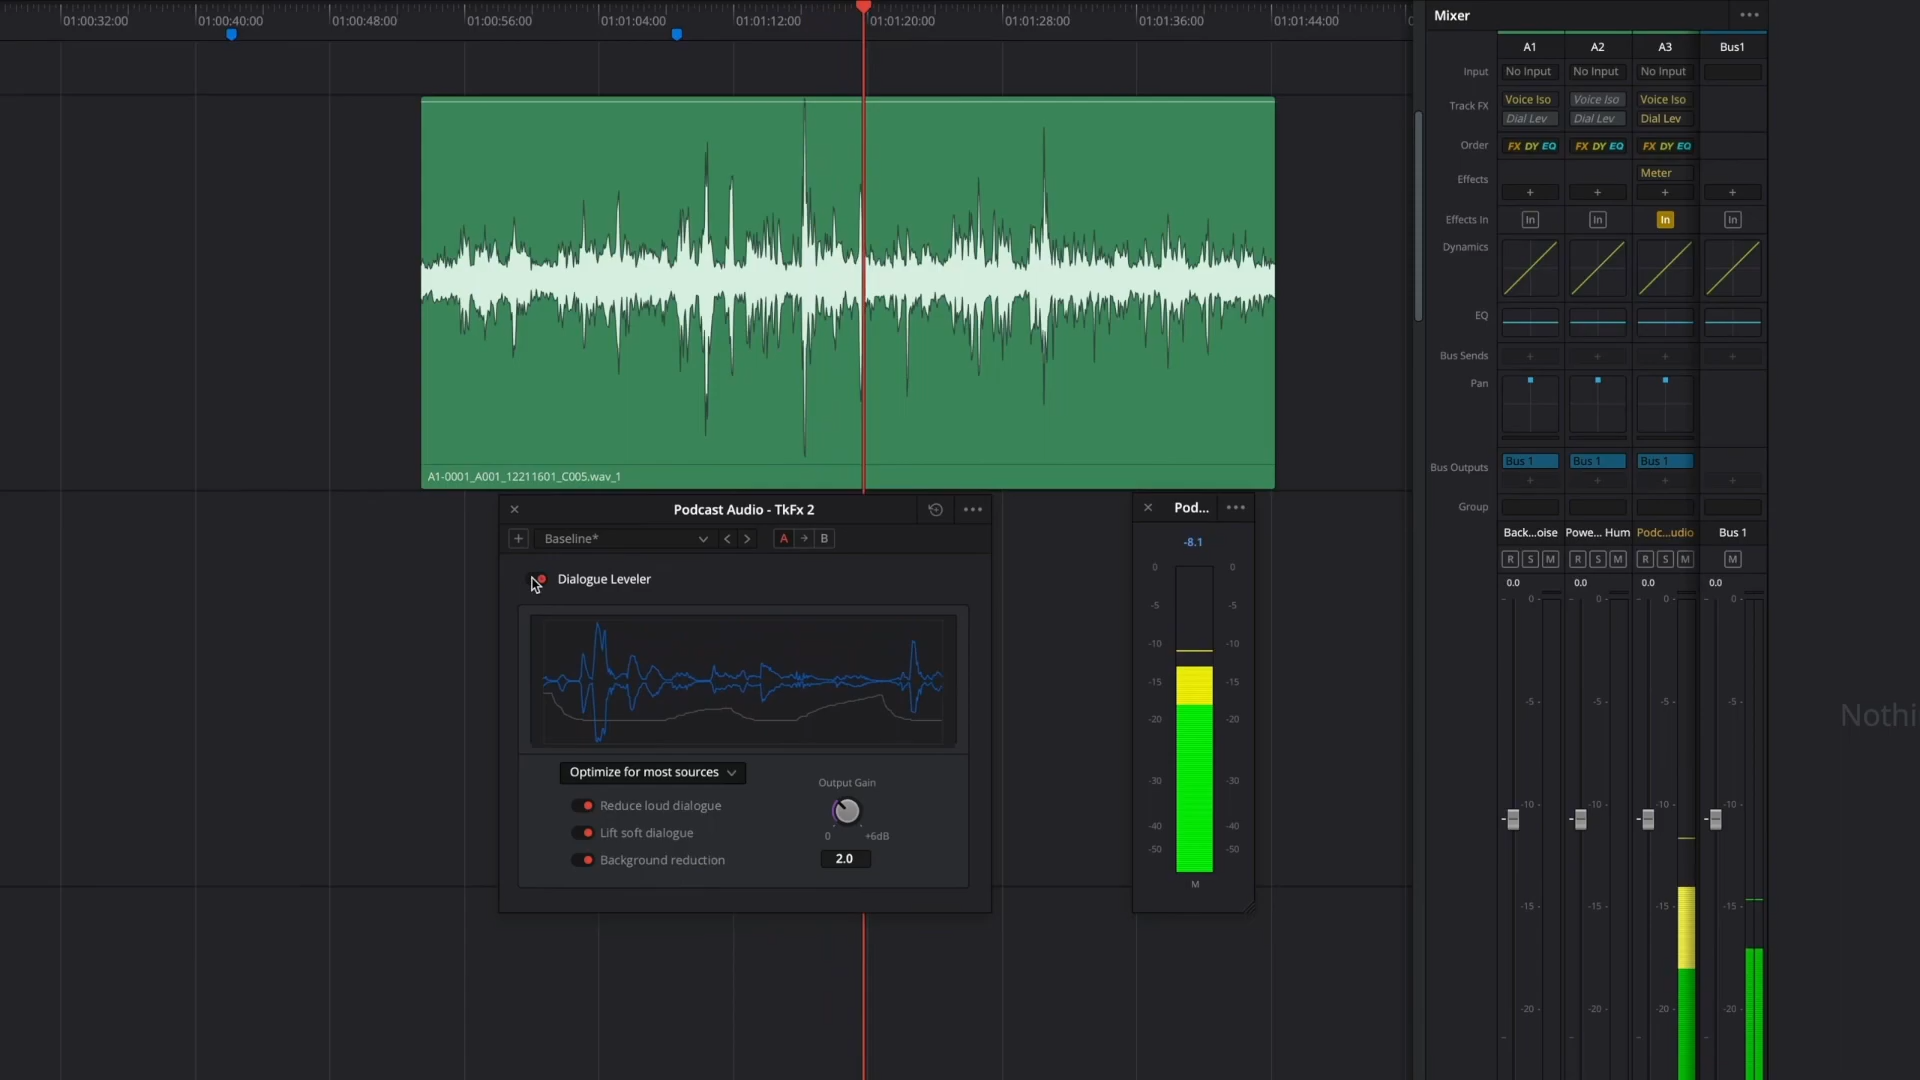 01:00:32:00 01:00:40:00 01:00:48:00 01:00:56:00 01:01:04:00 01:01:12:00 01:01:20:00 01:01:28:00 01:01:36:00 01:01:44:00
A1-0001_A001_12211601_C005.wav_1
Podcast Audio - TkFx 2
Baseline* A B
Dialogue Leveler
Optimize for most sources
Reduce loud dialogue
Lift soft dialogue
Background reduction
Output Gain
0 +6dB
2.0
Pod...
-8.1
0 0
-5 -5
-10 -10
-15 -15
-20 -20
-30 -30
-40 -40
-50 -50
M
Mixer
A1 A2 A3 Bus1
Input No Input No Input No Input
Track FX Voice Iso Voice Iso Voice Iso
Dial Lev Dial Lev Dial Lev
Order FX DY EQ FX DY EQ FX DY EQ
Effects Meter
+ + + +
Effects In In In In In
Dynamics
EQ
Bus Sends + + + +
Pan
Bus Outputs Bus 1 Bus 1 Bus 1
+ + + +
Group
Back...oise Powe... Hum Podc...udio Bus 1
R S M R S M R S M M
0.0 0.0 0.0 0.0
0 0 0 0
-5 -5 -5 -5
-10 -10 -10 -10
-15 -15 -15 -15
-20 -20 -20 -20
Nothi